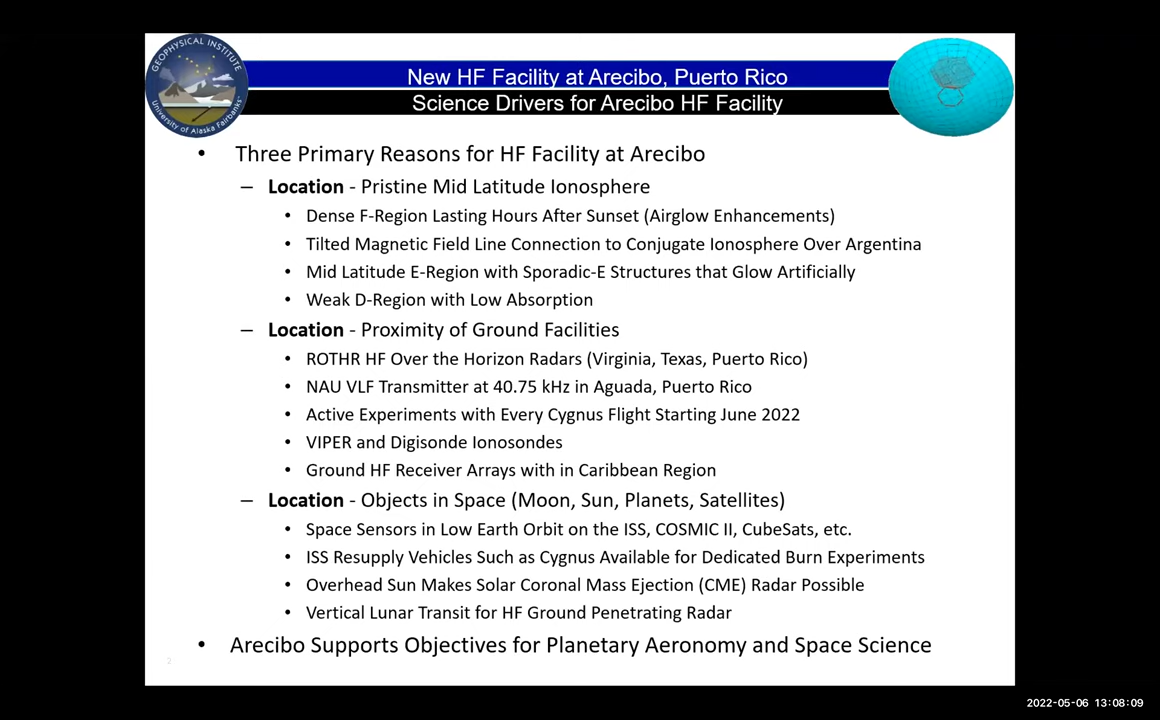 GEOPHYSICAL INSTITUTE
University of Alaska Fairbanks
New HF Facility at Arecibo, Puerto Rico
Science Drivers for Arecibo HF Facility
• Three Primary Reasons for HF Facility at Arecibo
– Location - Pristine Mid Latitude Ionosphere
• Dense F-Region Lasting Hours After Sunset (Airglow Enhancements)
• Tilted Magnetic Field Line Connection to Conjugate Ionosphere Over Argentina
• Mid Latitude E-Region with Sporadic-E Structures that Glow Artificially
• Weak D-Region with Low Absorption
– Location - Proximity of Ground Facilities
• ROTHR HF Over the Horizon Radars (Virginia, Texas, Puerto Rico)
• NAU VLF Transmitter at 40.75 kHz in Aguada, Puerto Rico
• Active Experiments with Every Cygnus Flight Starting June 2022
• VIPER and Digisonde Ionosondes
• Ground HF Receiver Arrays with in Caribbean Region
– Location - Objects in Space (Moon, Sun, Planets, Satellites)
• Space Sensors in Low Earth Orbit on the ISS, COSMIC II, CubeSats, etc.
• ISS Resupply Vehicles Such as Cygnus Available for Dedicated Burn Experiments
• Overhead Sun Makes Solar Coronal Mass Ejection (CME) Radar Possible
• Vertical Lunar Transit for HF Ground Penetrating Radar
• Arecibo Supports Objectives for Planetary Aeronomy and Space Science
2
2022-05-06 13:08:09